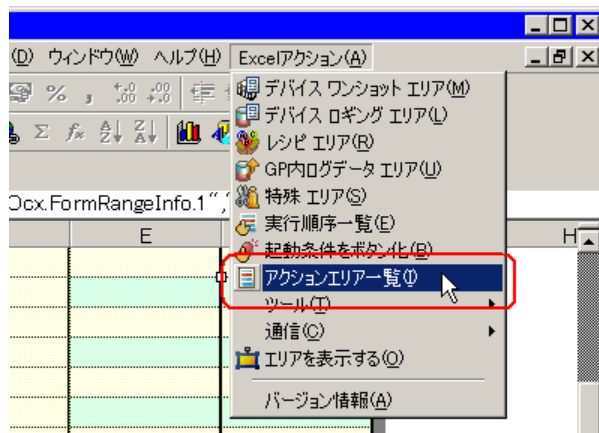 (D) ウィンドウ(W) ヘルプ(H) Excelアクション(A)
デバイス ワンショット エリア(M)
デバイス ロギング エリア(L)
レシピ エリア(R)
GP内ログデータ エリア(U)
特殊 エリア(S)
Ocx.FormRangeInfo.1",
実行順序一覧(E)
E
H
起動条件をボタン化(B)
アクションエリア一覧(I)
ツール(T)
通信(C)
エリアを表示する(O)
バージョン情報(A)